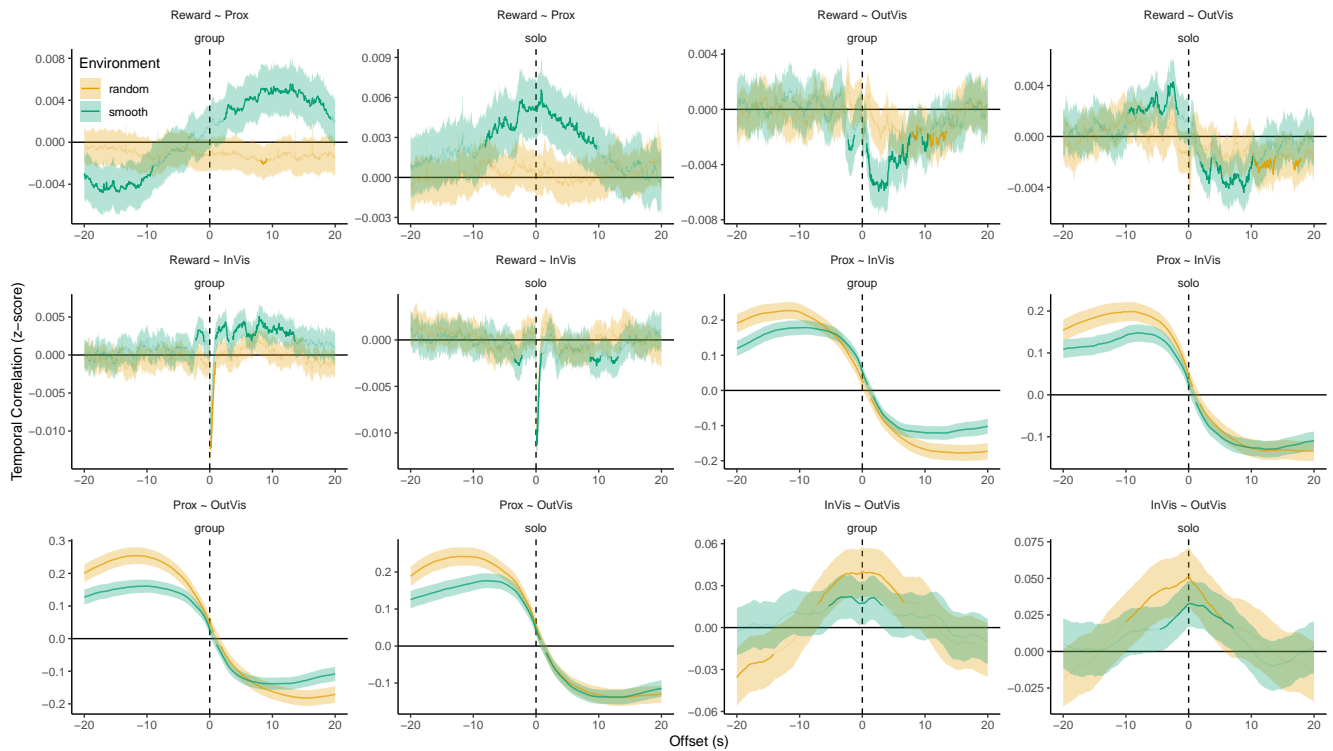 Reward ~ Prox
group
Environment
random
smooth
0.008
0.004
0.000
−0.004
−20 −10 0 10 20
Reward ~ Prox
solo
0.009
0.006
0.003
0.000
−0.003
−20 −10 0 10 20
Reward ~ OutVis
group
0.004
0.000
−0.004
−0.008
−20 −10 0 10 20
Reward ~ OutVis
solo
0.004
0.000
−0.004
−20 −10 0 10 20
Temporal Correlation (z−score)
Reward ~ InVis
group
0.005
0.000
−0.005
−0.010
−20 −10 0 10 20
Reward ~ InVis
solo
0.000
−0.005
−0.010
−20 −10 0 10 20
Prox ~ InVis
group
0.2
0.1
0.0
−0.1
−0.2
−20 −10 0 10 20
Prox ~ InVis
solo
0.2
0.1
0.0
−0.1
−20 −10 0 10 20
Prox ~ OutVis
group
0.3
0.2
0.1
0.0
−0.1
−0.2
−20 −10 0 10 20
Prox ~ OutVis
solo
0.2
0.1
0.0
−0.1
−20 −10 0 10 20
InVis ~ OutVis
group
0.06
0.03
0.00
−0.03
−0.06
−20 −10 0 10 20
InVis ~ OutVis
solo
0.075
0.050
0.025
0.000
−0.025
−20 −10 0 10 20
Offset (s)